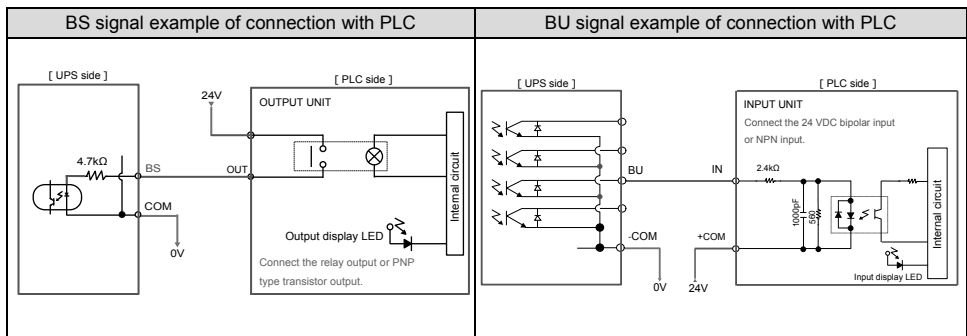 BS signal example of connection with PLC
[ UPS side ]
4.7kΩ
BS
COM
0V
24V
OUT
[ PLC side ]
OUTPUT UNIT
Internal circuit
Output display LED
Connect the relay output or PNP
type transistor output.
BU signal example of connection with PLC
[ UPS side ]
BU
-COM
0V
IN
+COM
24V
[ PLC side ]
INPUT UNIT
Connect the 24 VDC bipolar input
or NPN input.
2.4kΩ
1000pF
560
Internal circuit
Input display LED